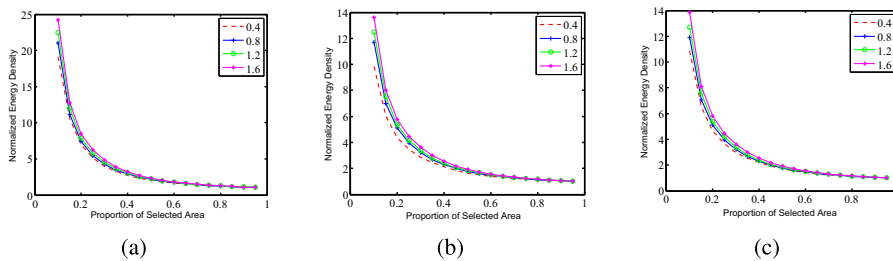 25
20
15
10
5
0
0 0.2 0.4 0.6 0.8 1
Normalized Energy Density
Proportion of Selected Area
0.4
0.8
1.2
1.6
(a)
14
12
10
8
6
4
2
0
0 0.2 0.4 0.6 0.8 1
Normalized Energy Density
Proportion of Selected Area
0.4
0.8
1.2
1.6
(b)
14
12
10
8
6
4
2
0
0 0.2 0.4 0.6 0.8
Normalized Energy Density
Proportion of Selected Area
0.4
0.8
1.2
1.6
(c)